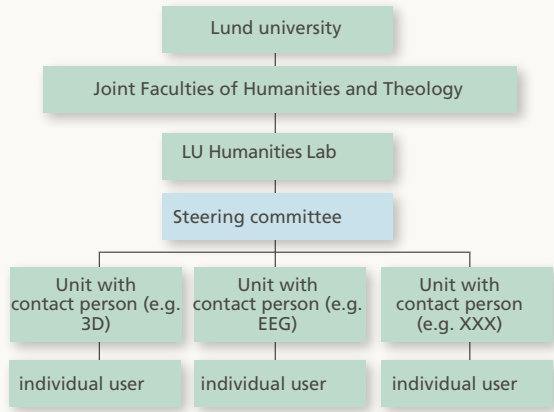 Lund university
Joint Faculties of Humanities and Theology
LU Humanities Lab
Steering committee
Unit with
contact person (e.g.
3D)
Unit with
contact person (e.g.
EEG)
Unit with
contact person
(e.g. XXX)
individual user
individual user
individual user